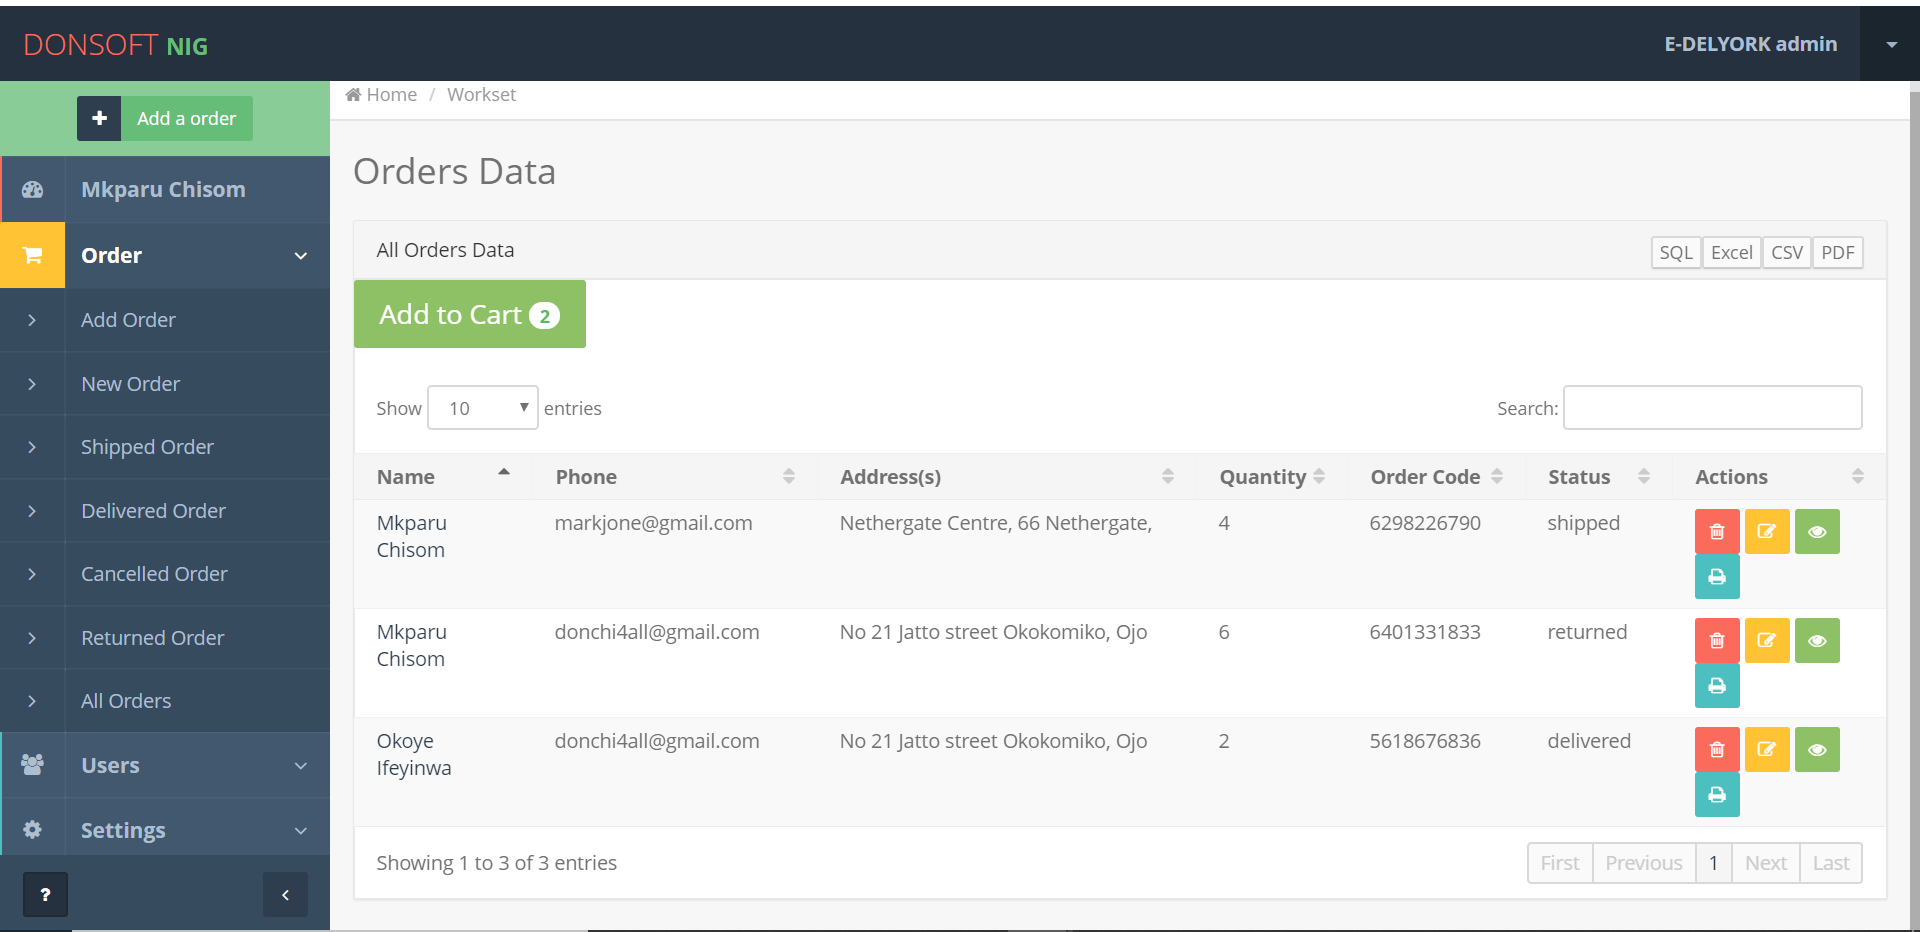 DONSOFT NIG
E-DELYORK admin
Add a order
Home / Workset
Mkparu Chisom
Order
Add Order
New Order
Shipped Order
Delivered Order
Cancelled Order
Returned Order
All Orders
Users
Settings
?
Orders Data
All Orders Data
SQL Excel CSV PDF
Add to Cart 2
Show 10 entries
Search:
Name Phone Address(s) Quantity Order Code Status Actions
Mkparu markjone@gmail.com Nethergate Centre, 66 Nethergate, 4 6298226790 shipped
Chisom
Mkparu donchi4all@gmail.com No 21 Jatto street Okokomiko, Ojo 6 6401331833 returned
Chisom
Okoye donchi4all@gmail.com No 21 Jatto street Okokomiko, Ojo 2 5618676836 delivered
Ifeyinwa
Showing 1 to 3 of 3 entries
First Previous 1 Next Last